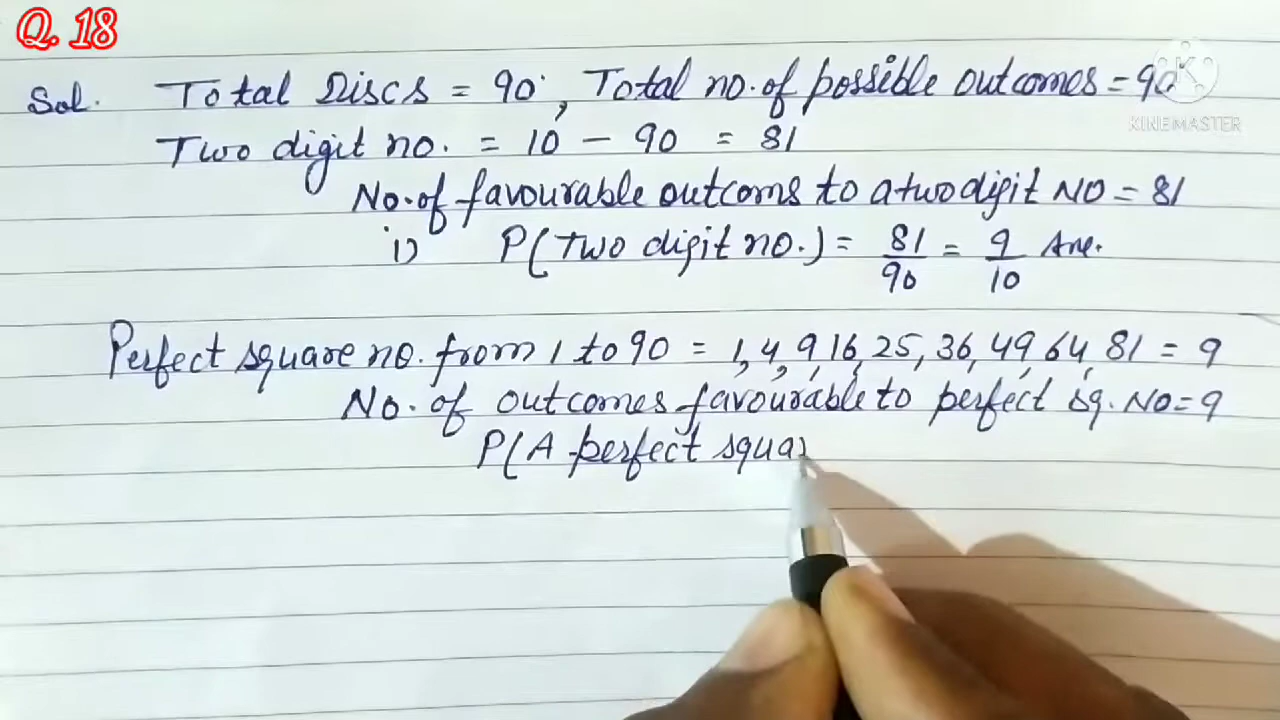 Q. 18
Sol. Total Discs = 90, Total no. of possible outcomes = 90
KINEMASTER
Two digit no. = 10 - 90 = 81
No. of favourable outcoms to a two digit NO = 81
i) P(Two digit no.) = 81/90 = 9/10 Ans.
Perfect square no. from 1 to 90 = 1, 4, 9, 16, 25, 36, 49, 64, 81 = 9
No. of outcomes favourable to perfect sq. NO = 9
P(A perfect squar